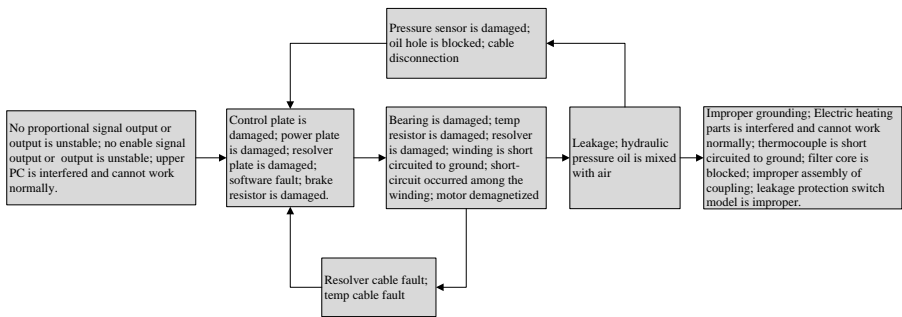 Pressure sensor is damaged;
oil hole is blocked; cable
disconnection
No proportional signal output or
output is unstable; no enable signal
output or  output is unstable; upper
PC is interfered and cannot work
normally.
Control plate is
damaged; power plate
is damaged; resolver
plate is damaged;
software fault; brake
resistor is damaged.
Bearing is damaged; temp
resistor is damaged; resolver
is damaged; winding is short
circuited to ground; short-
circuit occurred among the
winding; motor demagnetized
Leakage; hydraulic
pressure oil is mixed
with air
Improper grounding; Electric heating
parts is interfered and cannot work
normally; thermocouple is short
circuited to ground; filter core is
blocked; improper assembly of
coupling; leakage protection switch
model is improper.
Resolver cable fault;
temp cable fault